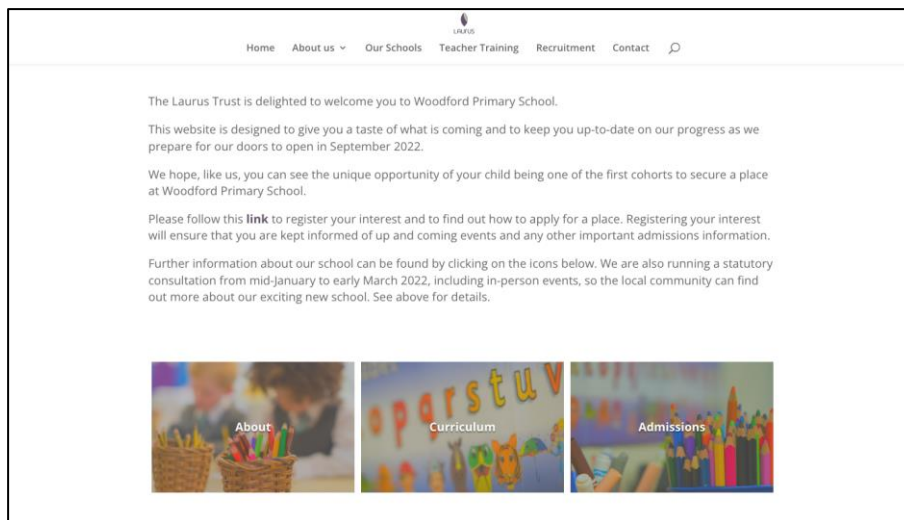 LAURUS
Home About us Our Schools Teacher Training Recruitment Contact
The Laurus Trust is delighted to welcome you to Woodford Primary School.
This website is designed to give you a taste of what is coming and to keep you up-to-date on our progress as we
prepare for our doors to open in September 2022.
We hope, like us, you can see the unique opportunity of your child being one of the first cohorts to secure a place
at Woodford Primary School.
Please follow this link to register your interest and to find out how to apply for a place. Registering your interest
will ensure that you are kept informed of up and coming events and any other important admissions information.
Further information about our school can be found by clicking on the icons below. We are also running a statutory
consultation from mid-January to early March 2022, including in-person events, so the local community can find
out more about our exciting new school. See above for details.
o p q r s t u v
About Curriculum Admissions